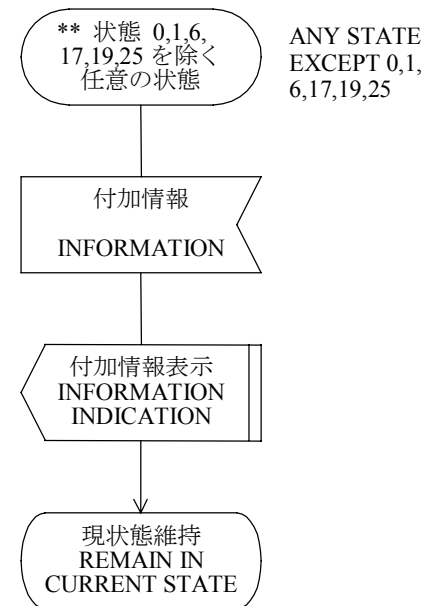 ** 状態 0,1,6,
17,19,25 を除く
任意の状態
ANY STATE
EXCEPT 0,1,
6,17,19,25
付加情報
INFORMATION
付加情報表示
INFORMATION
INDICATION
現状態維持
REMAIN IN
CURRENT STATE